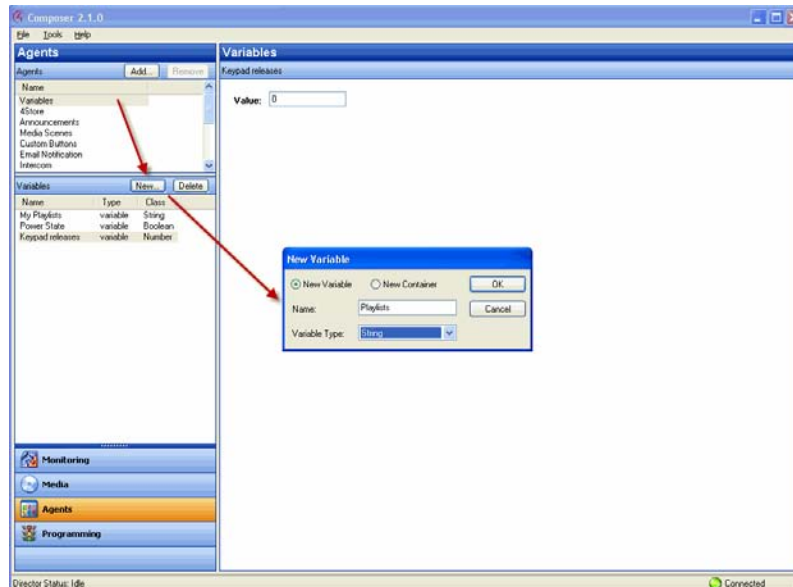 Composer 2.1.0
File Tools Help
Agents
Agents Add... Remove
Name
Variables
4Store
Announcements
Media Scenes
Custom Buttons
Email Notification
Intercom
Variables New... Delete
Name Type Class
My Playlists variable String
Power State variable Boolean
Keypad releases variable Number
Monitoring
Media
Agents
Programming
Director Status: Idle
Variables
Keypad releases
Value: 0
New Variable
New Variable New Container OK
Name: Playlists Cancel
Variable Type: String
Connected